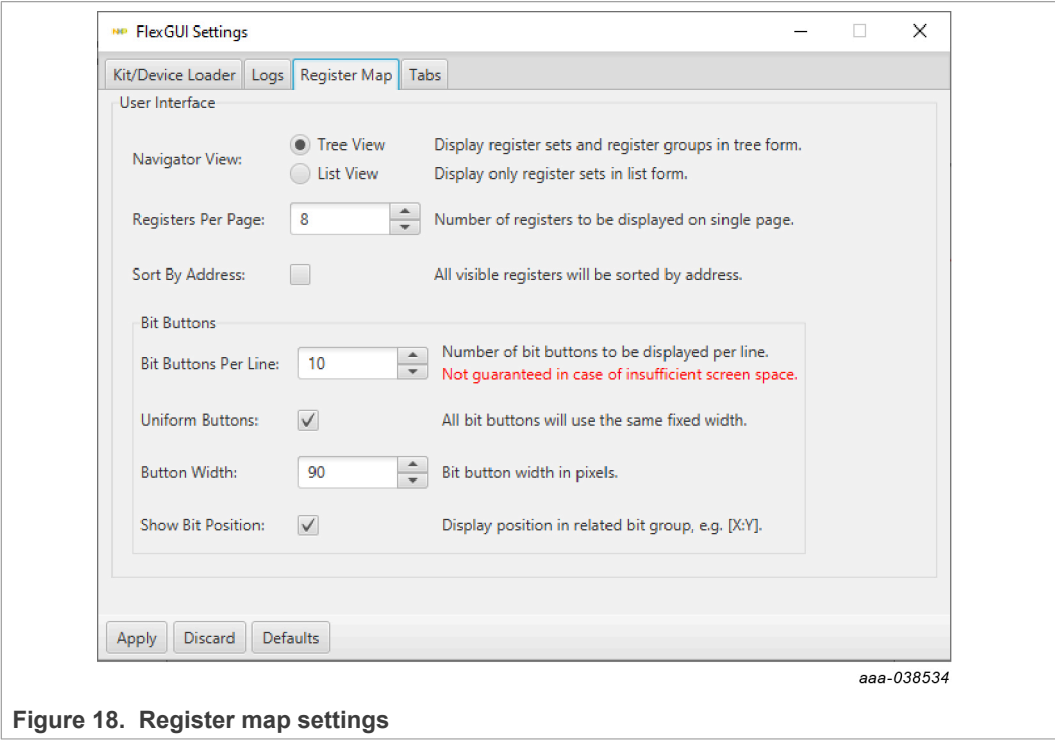 NXP FlexGUI Settings
Kit/Device Loader Logs Register Map Tabs
User Interface
Navigator View:
Tree View Display register sets and register groups in tree form.
List View Display only register sets in list form.
Registers Per Page: 8 Number of registers to be displayed on single page.
Sort By Address: All visible registers will be sorted by address.
Bit Buttons
Bit Buttons Per Line: 10 Number of bit buttons to be displayed per line.
Not guaranteed in case of insufficient screen space.
Uniform Buttons: All bit buttons will use the same fixed width.
Button Width: 90 Bit button width in pixels.
Show Bit Position: Display position in related bit group, e.g. [X:Y].
Apply Discard Defaults
aaa-038534
Figure 18. Register map settings